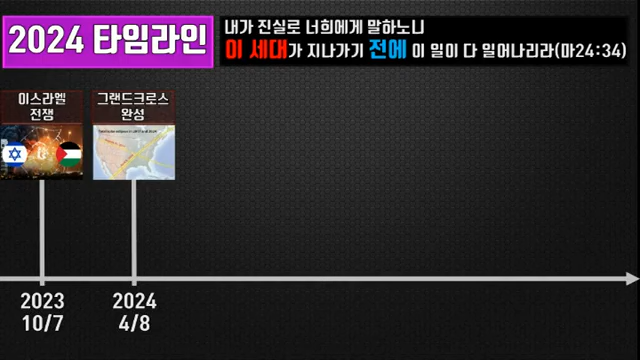 2024 타임라인
내가 진실로 너희에게 말하노니
이 세대가 지나가기 전에 이 일이 다 일어나리라(마24:34)
이스라엘
전쟁
그랜드크로스
완성
2023
10/7
2024
4/8